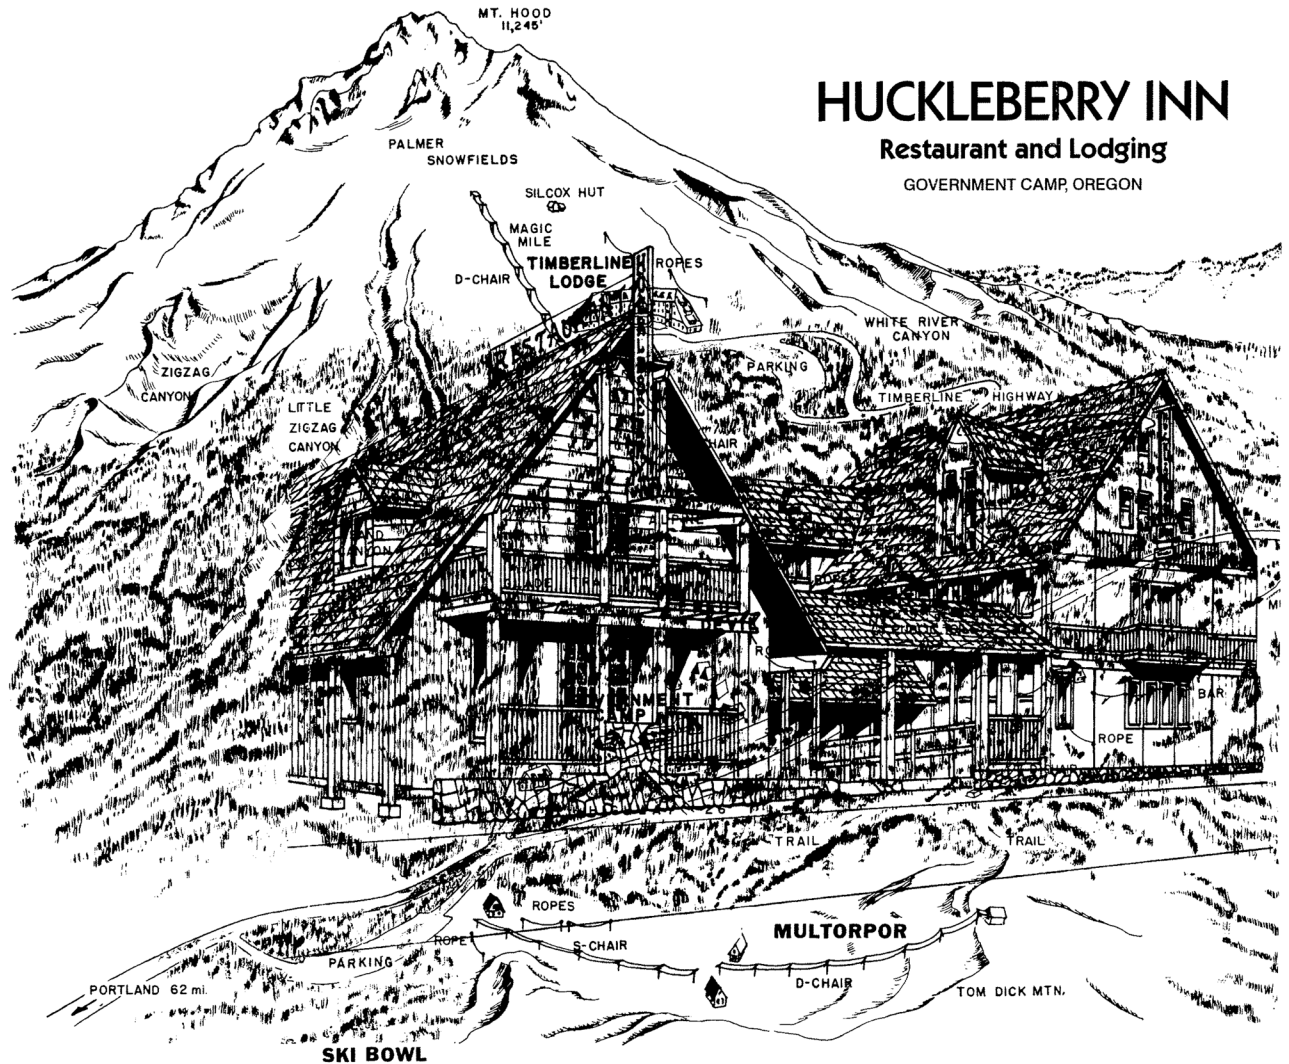 MT. HOOD
11,245'
HUCKLEBERRY INN
Restaurant and Lodging
GOVERNMENT CAMP, OREGON
PALMER
SNOWFIELDS
SILCOX HUT
MAGIC
MILE
D-CHAIR
TIMBERLINE
LODGE
ROPES
WHITE RIVER
CANYON
ZIGZAG
CANYON
PARKING
TIMBERLINE HIGHWAY
LITTLE
ZIGZAG
CANYON
BAR
ROPE
TRAIL
TRAIL
ROPES
ROPE
S-CHAIR
MULTORPOR
PARKING
D-CHAIR
PORTLAND 62 mi.
TOM DICK MTN.
SKI BOWL